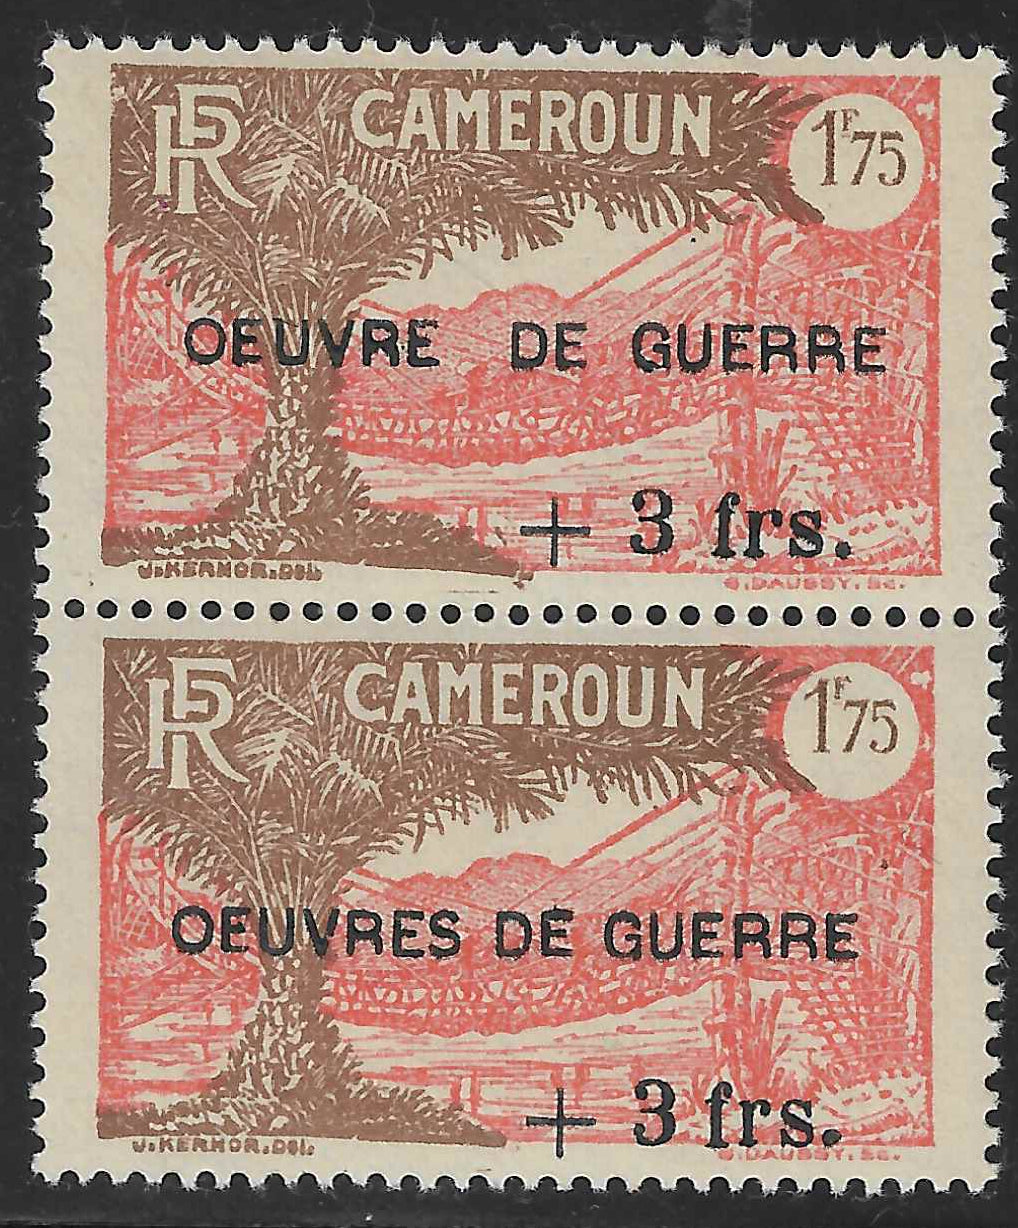 RF CAMEROUN 1F75
OEUVRE DE GUERRE
+ 3 frs.
J.KERHOR.DEL. G.DAUSSY.SC.
RF CAMEROUN 1F75
OEUVRES DE GUERRE
+ 3 frs.
J.KERHOR.DEL. G.DAUSSY.SC.